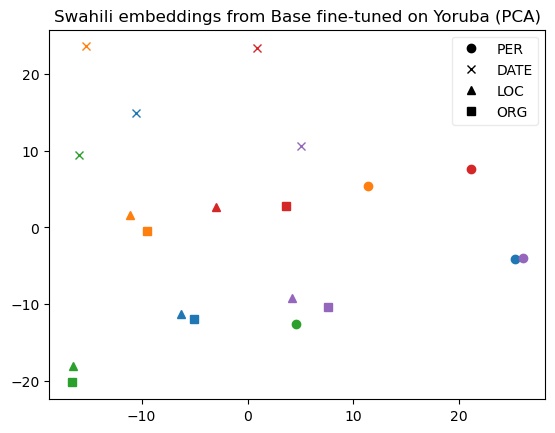 Swahili embeddings from Base fine-tuned on Yoruba (PCA)
PER
DATE
LOC
ORG
20
10
0
−10
−20
−10
0
10
20